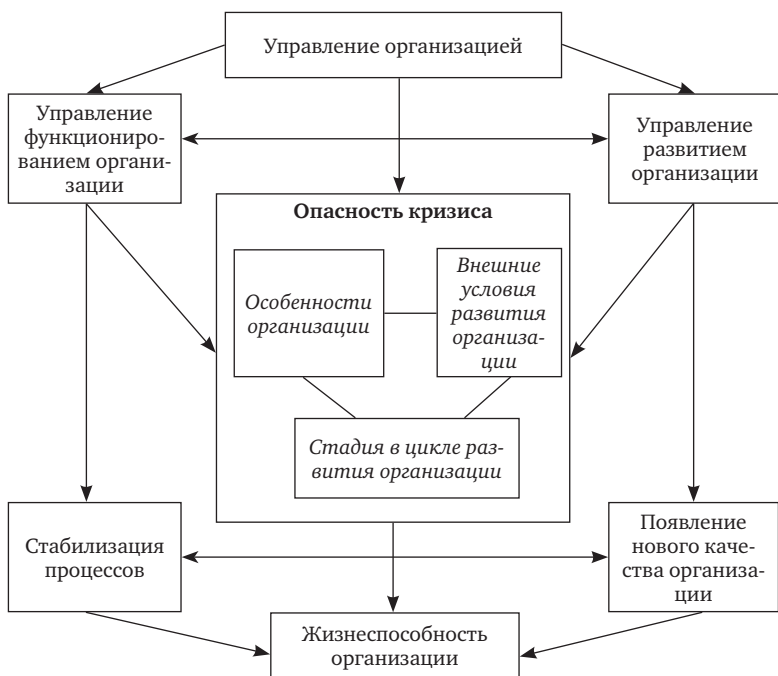 Управление организацией
Управление
функциониро-
ванием органи-
зации
Управление
развитием
организации
Опасность кризиса
Особенности
организации
Внешние
условия
развития
организа-
ции
Стадия в цикле раз-
вития организации
Стабилизация
процессов
Появление
нового каче-
ства организа-
ции
Жизнеспособность
организации